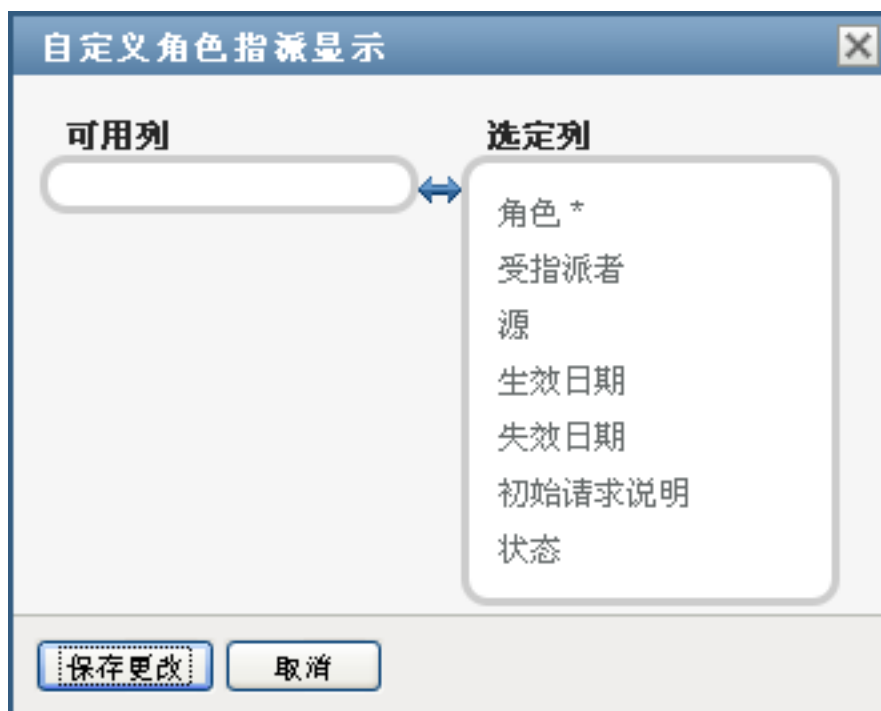 自定义角色指派显示
可用列
选定列
角色 *
受指派者
源
生效日期
失效日期
初始请求说明
状态
保存更改
取消